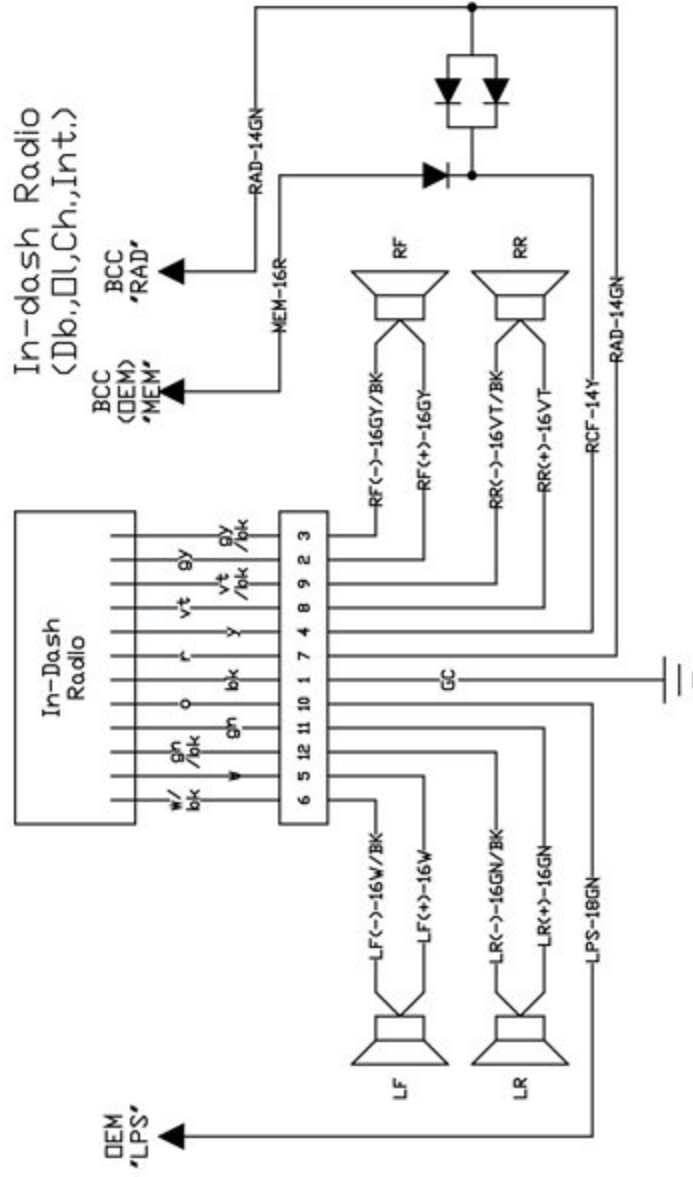 In-dash Radio
(Db.,Ol,Ch.,Int.)
OEM
'LPS'
In-Dash
Radio
BCC
(OEM)
'MEM'
BCC
'RAD'
w/
bk
w
gn
/bk
gn
o
bk
r
y
vt
vt
/bk
gy
gy
/bk
6 5 12 11 10 1 7 4 8 9 2 3
MEM-16R
RAD-14GN
LF(-)-16W/BK
LF(+)-16W
LF
RF(-)-16GY/BK
RF(+)-16GY
RF
LR(-)-16GN/BK
LR(+)-16GN
LR
RR(-)-16VT/BK
RR(+)-16VT
RR
GC
LPS-18GN
RCF-14Y
RAD-14GN